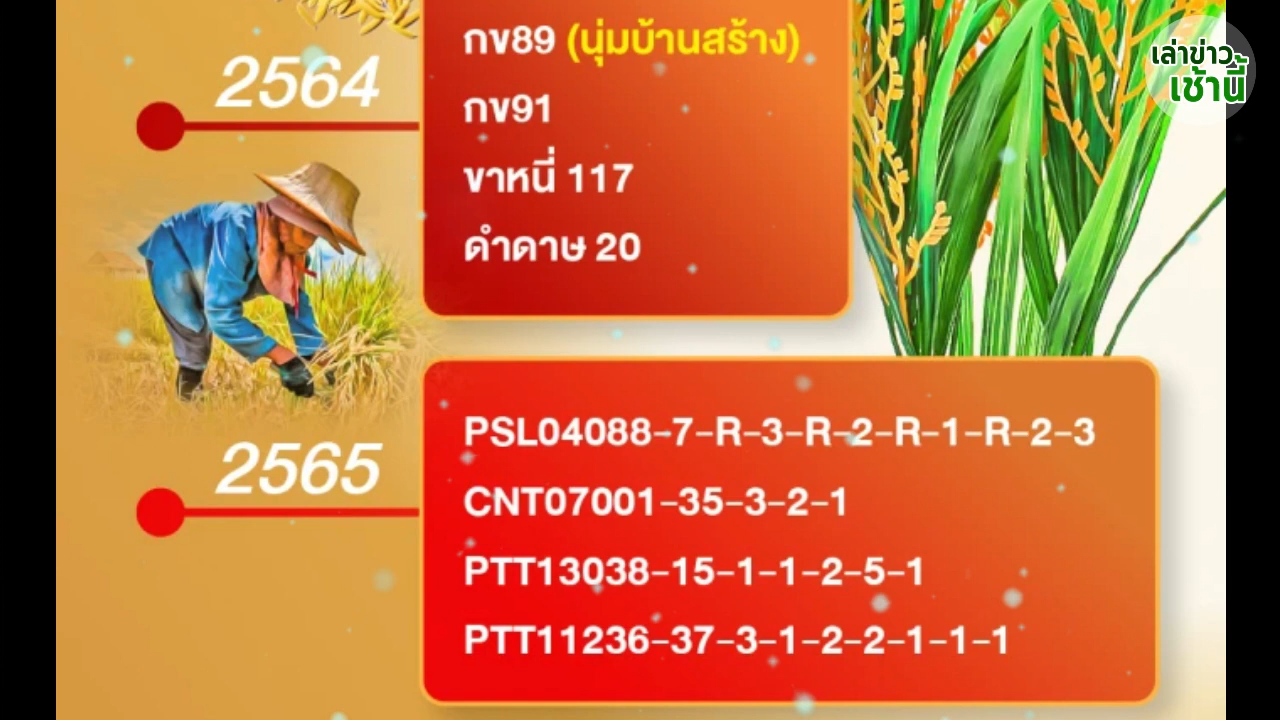 เล่าข่าว
เช้านี้
2564
กข89 (นุ่มบ้านสร้าง)
กข91
ขาหนี่ 117
ดำดาษ 20
2565
PSL04088-7-R-3-R-2-R-1-R-2-3
CNT07001-35-3-2-1
PTT13038-15-1-1-2-5-1
PTT11236-37-3-1-2-2-1-1-1